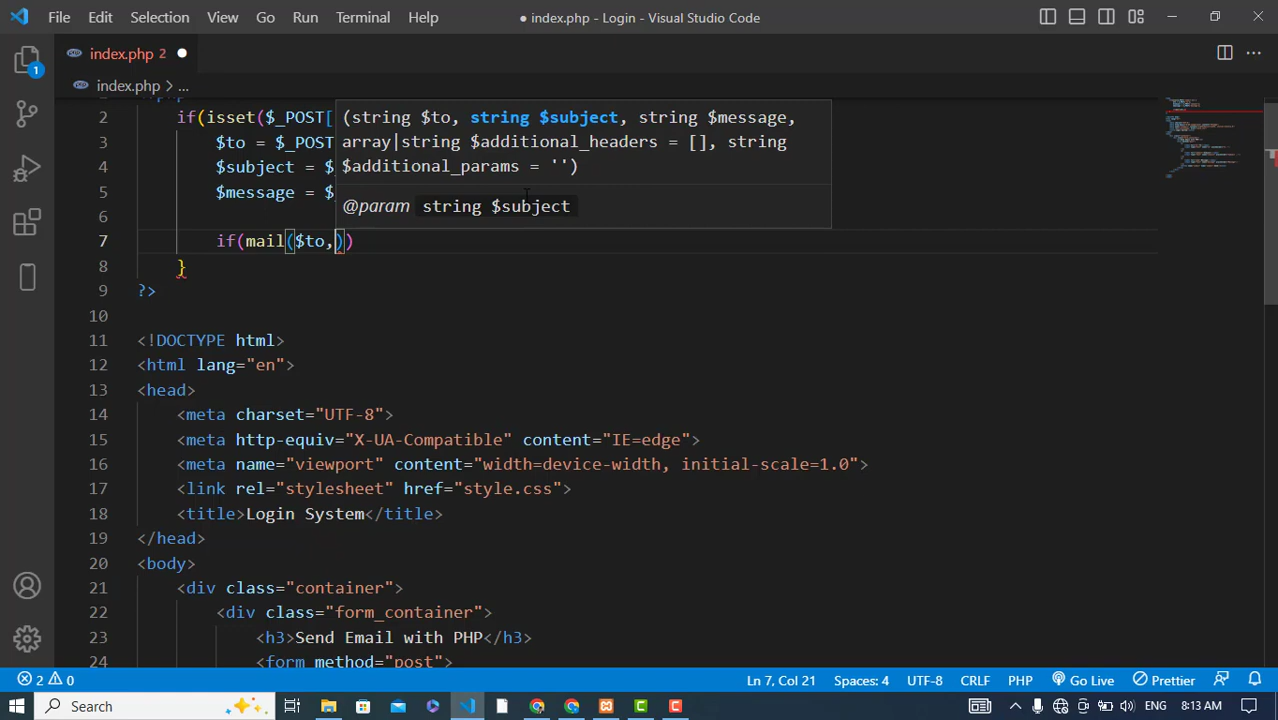 File Edit Selection View Go Run Terminal Help ● index.php - Login - Visual Studio Code
index.php 2 ●
index.php > ...
2 if(isset($_POST[
(string $to, string $subject, string $message,
3 $to = $_POST
array|string $additional_headers = [], string
4 $subject = $
$additional_params = '')
5 $message = $
@param string $subject
6
7 if(mail($to,))
8 }
9 ?>
10
11 <!DOCTYPE html>
12 <html lang="en">
13 <head>
14 <meta charset="UTF-8">
15 <meta http-equiv="X-UA-Compatible" content="IE=edge">
16 <meta name="viewport" content="width=device-width, initial-scale=1.0">
17 <link rel="stylesheet" href="style.css">
18 <title>Login System</title>
19 </head>
20 <body>
21 <div class="container">
22 <div class="form_container">
23 <h3>Send Email with PHP</h3>
24 <form method="post">
2 0 Ln 7, Col 21 Spaces: 4 UTF-8 CRLF PHP Go Live Prettier
Search ENG 8:13 AM